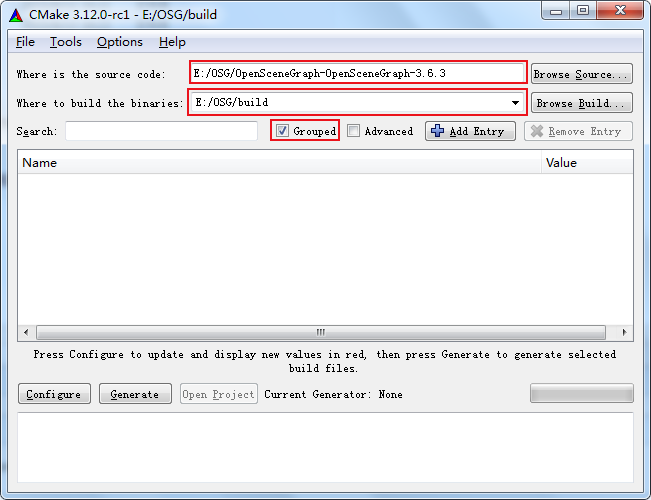 CMake 3.12.0-rc1 - E:/OSG/build
File Tools Options Help
Where is the source code: E:/OSG/OpenSceneGraph-OpenSceneGraph-3.6.3 Browse Source...
Where to build the binaries: E:/OSG/build Browse Build...
Search: Grouped Advanced Add Entry Remove Entry
Name Value
Press Configure to update and display new values in red, then press Generate to generate selected
build files.
Configure Generate Open Project Current Generator: None